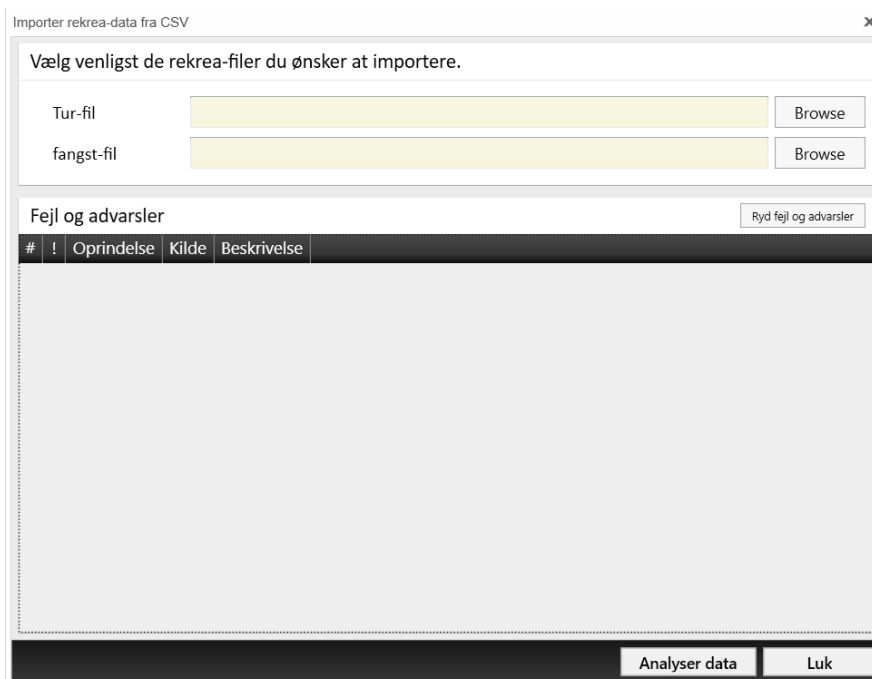 Importer rekrea-data fra CSV
Vælg venligst de rekrea-filer du ønsker at importere.
Tur-fil Browse
fangst-fil Browse
Fejl og advarsler Ryd fejl og advarsler
# ! Oprindelse Kilde Beskrivelse
Analyser data Luk